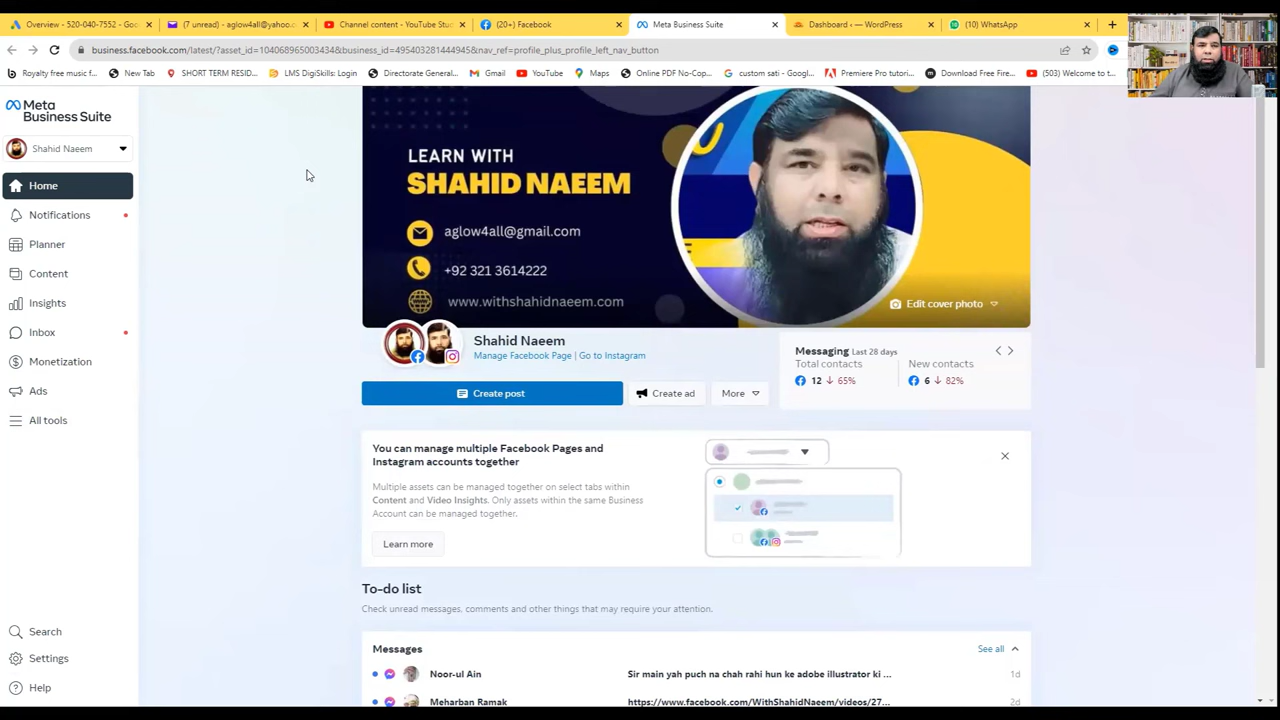 Overview - 520-040-7552 - Goo
(7 unread) - aglow4all@yahoo.c
Channel content - YouTube Stud
(20+) Facebook
Meta Business Suite
Dashboard ‹ — WordPress
(10) WhatsApp
business.facebook.com/latest/?asset_id=104068965003434&business_id=495403281444945&nav_ref=profile_plus_profile_left_nav_button
Royalty free music f...
New Tab
SHORT TERM RESID...
LMS DigiSkills: Login
Directorate General...
Gmail
YouTube
Maps
Online PDF No-Cop...
custom sati - Googl...
Premiere Pro tutori...
Download Free Fire...
(503) Welcome to t...
Meta
Business Suite
Shahid Naeem
Home
Notifications
Planner
Content
Insights
Inbox
Monetization
Ads
All tools
Search
Settings
Help
LEARN WITH
SHAHID NAEEM
aglow4all@gmail.com
+92 321 3614222
www.withshahidnaeem.com
Edit cover photo
Shahid Naeem
Manage Facebook Page | Go to Instagram
Create post
Create ad
More
Messaging Last 28 days
Total contacts
New contacts
12 ↓ 65%
6 ↓ 82%
You can manage multiple Facebook Pages and
Instagram accounts together
Multiple assets can be managed together on select tabs within
Content and Video Insights. Only assets within the same Business
Account can be managed together.
Learn more
To-do list
Check unread messages, comments and other things that may require your attention.
Messages
See all
Noor-ul Ain
Sir main yah puch na chah rahi hun ke adobe illustrator ki ...
1d
Meharban Ramak
https://www.facebook.com/WithShahidNaeem/videos/27...
2d